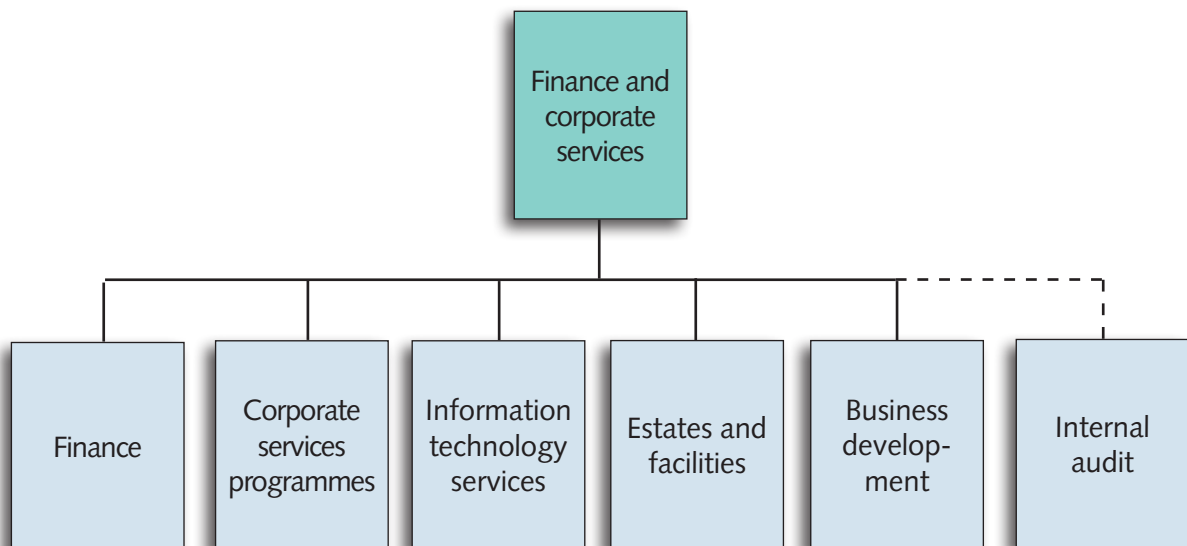 Finance and
corporate
services
Finance
Corporate
services
programmes
Information
technology
services
Estates and
facilities
Business
develop-
ment
Internal
audit